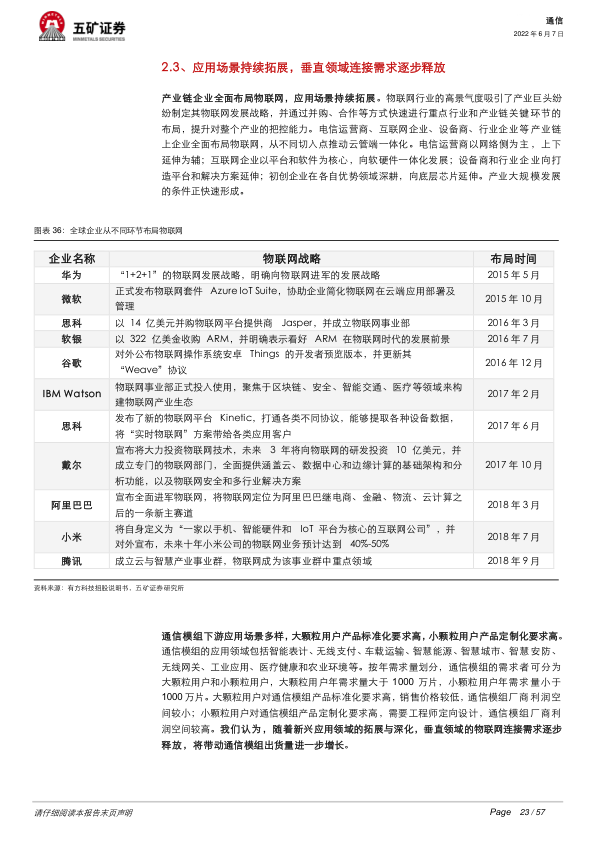 五矿证券
MINMETALS SECURITIES
通信
2022 年 6 月 7 日
2.3、应用场景持续拓展，垂直领域连接需求逐步释放
产业链企业全面布局物联网，应用场景持续拓展。物联网行业的高景气度吸引了产业巨头纷
纷制定其物联网发展战略，并通过并购、合作等方式快速进行重点行业和产业链关键环节的
布局，提升对整个产业的把控能力。电信运营商、互联网企业、设备商、行业企业等产业链
上企业全面布局物联网，从不同切入点推动云管端一体化。电信运营商以网络侧为主，上下
延伸为辅；互联网企业以平台和软件为核心，向软硬件一体化发展；设备商和行业企业向打
造平台和解决方案延伸；初创企业在各自优势领域深耕，向底层芯片延伸。产业大规模发展
的条件正快速形成。
图表 36：全球企业从不同环节布局物联网
企业名称 物联网战略 布局时间
华为 “1+2+1”的物联网发展战略，明确向物联网进军的发展战略 2015 年 5 月
微软 正式发布物联网套件 Azure IoT Suite，协助企业简化物联网在云端应用部署及 2015 年 10 月
管理
思科 以 14 亿美元并购物联网平台提供商 Jasper，并成立物联网事业部 2016 年 3 月
软银 以 322 亿美金收购 ARM，并明确表示看好 ARM 在物联网时代的发展前景 2016 年 7 月
谷歌 对外公布物联网操作系统安卓 Things 的开发者预览版本，并更新其 2016 年 12 月
“Weave”协议
IBM Watson 物联网事业部正式投入使用，聚焦于区块链、安全、智能交通、医疗等领域来构 2017 年 2 月
建物联网产业生态
思科 发布了新的物联网平台 Kinetic，打通各类不同协议，能够提取各种设备数据， 2017 年 6 月
将“实时物联网”方案带给各类应用客户
戴尔 宣布将大力投资物联网技术，未来 3 年将向物联网的研发投资 10 亿美元，并 2017 年 10 月
成立专门的物联网部门，全面提供涵盖云、数据中心和边缘计算的基础架构和分
析功能，以及物联网安全和多行业解决方案
阿里巴巴 宣布全面进军物联网，将物联网定位为阿里巴巴继电商、金融、物流、云计算之 2018 年 3 月
后的一条新主赛道
小米 将自身定义为“一家以手机、智能硬件和 IoT 平台为核心的互联网公司”，并 2018 年 7 月
对外宣布，未来十年小米公司的物联网业务预计达到 40%-50%
腾讯 成立云与智慧产业事业群，物联网成为该事业群中重点领域 2018 年 9 月
资料来源：有方科技招股说明书，五矿证券研究所
通信模组下游应用场景多样，大颗粒用户产品标准化要求高，小颗粒用户产品定制化要求高。
通信模组的应用领域包括智能表计、无线支付、车载运输、智慧能源、智慧城市、智慧安防、
无线网关、工业应用、医疗健康和农业环境等。按年需求量划分，通信模组的需求者可分为
大颗粒用户和小颗粒用户，大颗粒用户年需求量大于 1000 万片，小颗粒用户年需求量小于
1000 万片。大颗粒用户对通信模组产品标准化要求高，销售价格较低，通信模组厂商利润空
间较小；小颗粒用户对通信模组产品定制化要求高，需要工程师定向设计，通信模组厂商利
润空间较高。我们认为，随着新兴应用领域的拓展与深化，垂直领域的物联网连接需求逐步
释放，将带动通信模组出货量进一步增长。
请仔细阅读本报告末页声明
Page 23 / 57